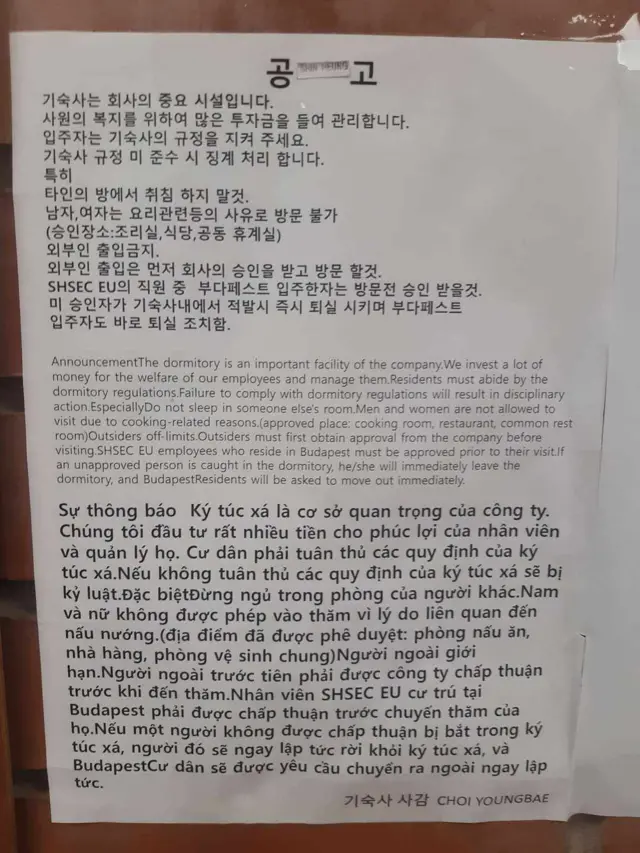 공 고
기숙사는 회사의 중요 시설입니다.
사원의 복지를 위하여 많은 투자금을 들여 관리합니다.
입주자는 기숙사의 규정을 지켜 주세요.
기숙사 규정 미 준수 시 징계 처리 합니다.
특히
타인의 방에서 취침 하지 말것.
남자,여자는 요리관련등의 사유로 방문 불가
(승인장소:조리실,식당,공동 휴게실)
외부인 출입금지.
외부인 출입은 먼저 회사의 승인을 받고 방문 할것.
SHSEC EU의 직원 중 부다페스트 입주한자는 방문전 승인 받을것.
미 승인자가 기숙사내에서 적발시 즉시 퇴실 시키며 부다페스트
입주자도 바로 퇴실 조치함.
AnnouncementThe dormitory is an important facility of the company.We invest a lot of
money for the welfare of our employees and manage them.Residents must abide by the
dormitory regulations.Failure to comply with dormitory regulations will result in disciplinary
action.EspeciallyDo not sleep in someone else's room.Men and women are not allowed to
visit due to cooking-related reasons.(approved place: cooking room, restaurant, common rest
room)Outsiders off-limits.Outsiders must first obtain approval from the company before
visiting.SHSEC EU employees who reside in Budapest must be approved prior to their visit.If
an unapproved person is caught in the dormitory, he/she will immediately leave the
dormitory, and BudapestResidents will be asked to move out immediately.
Sự thông báo Ký túc xá là cơ sở quan trọng của công ty.
Chúng tôi đầu tư rất nhiều tiền cho phúc lợi của nhân viên
và quản lý họ. Cư dân phải tuân thủ các quy định của ký
túc xá.Nếu không tuân thủ các quy định của ký túc xá sẽ bị
kỷ luật.Đặc biệtĐừng ngủ trong phòng của người khác.Nam
và nữ không được phép vào thăm vì lý do liên quan đến
nấu nướng.(địa điểm đã được phê duyệt: phòng nấu ăn,
nhà hàng, phòng vệ sinh chung)Người ngoài giới
hạn.Người ngoài trước tiên phải được công ty chấp thuận
trước khi đến thăm.Nhân viên SHSEC EU cư trú tại
Budapest phải được chấp thuận trước chuyến thăm của
họ.Nếu một người không được chấp thuận bị bắt trong ký
túc xá, người đó sẽ ngay lập tức rời khỏi ký túc xá, và
BudapestCư dân sẽ được yêu cầu chuyển ra ngoài ngay lập
tức.
기숙사 사감 CHOI YOUNGBAE